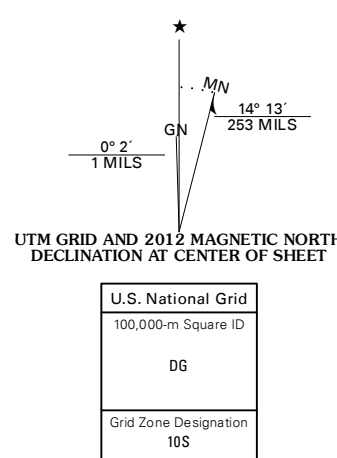 ★
MN
14° 13´
253 MILS
GN
0° 2´
1 MILS
UTM GRID AND 2012 MAGNETIC NORTH
DECLINATION AT CENTER OF SHEET
U.S. National Grid
100,000-m Square ID
DG
Grid Zone Designation
10S